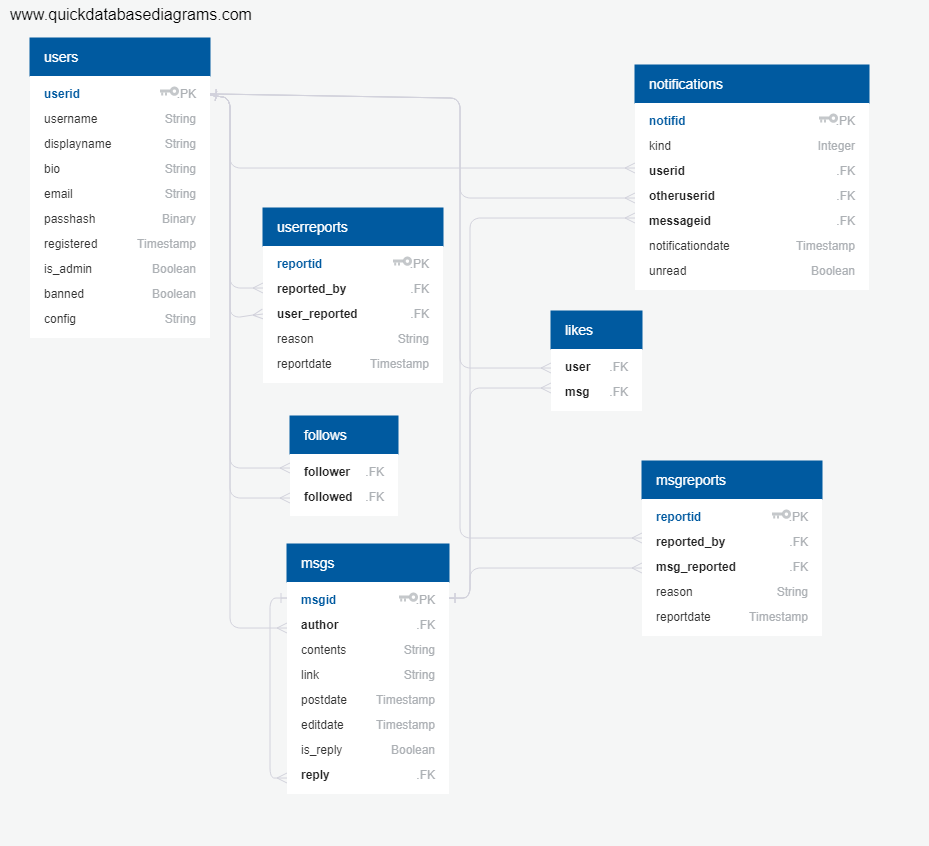 www.quickdatabasediagrams.com
users
userid PK
username String
displayname String
bio String
email String
passhash Binary
registered Timestamp
is_admin Boolean
banned Boolean
config String
userreports
reportid PK
reported_by FK
user_reported FK
reason String
reportdate Timestamp
follows
follower FK
followed FK
msgs
msgid PK
author FK
contents String
link String
postdate Timestamp
editdate Timestamp
is_reply Boolean
reply FK
notifications
notifid PK
kind Integer
userid FK
otheruserid FK
messageid FK
notificationdate Timestamp
unread Boolean
likes
user FK
msg FK
msgreports
reportid PK
reported_by FK
msg_reported FK
reason String
reportdate Timestamp